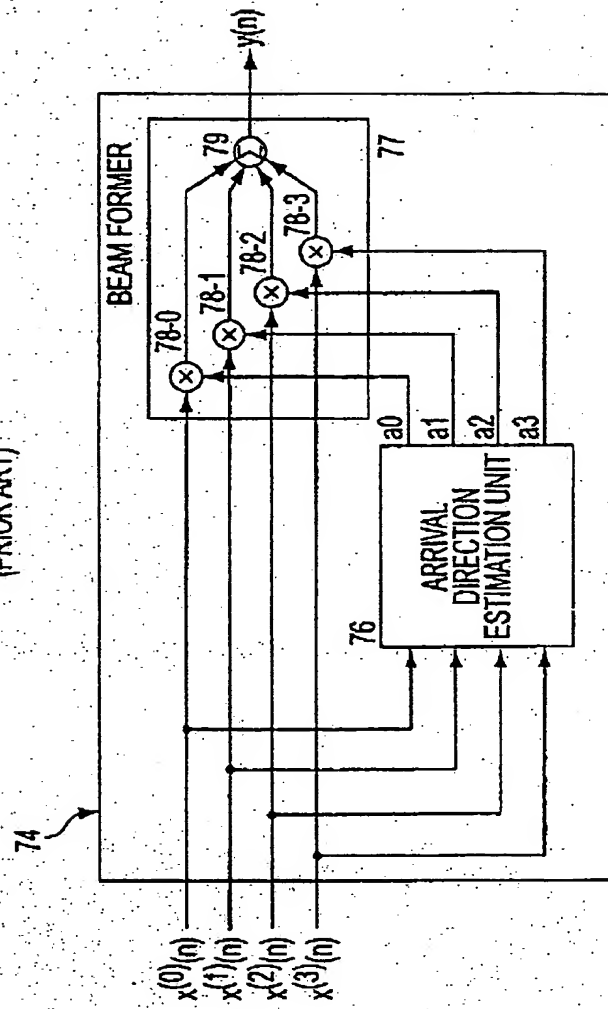 (PRIOR ART)
74
BEAM FORMER
x(0)(n)
x(1)(n)
x(2)(n)
x(3)(n)
78-0
78-1
78-2
78-3
79
y(n)
77
76
ARRIVAL
DIRECTION
ESTIMATION UNIT
a0
a1
a2
a3